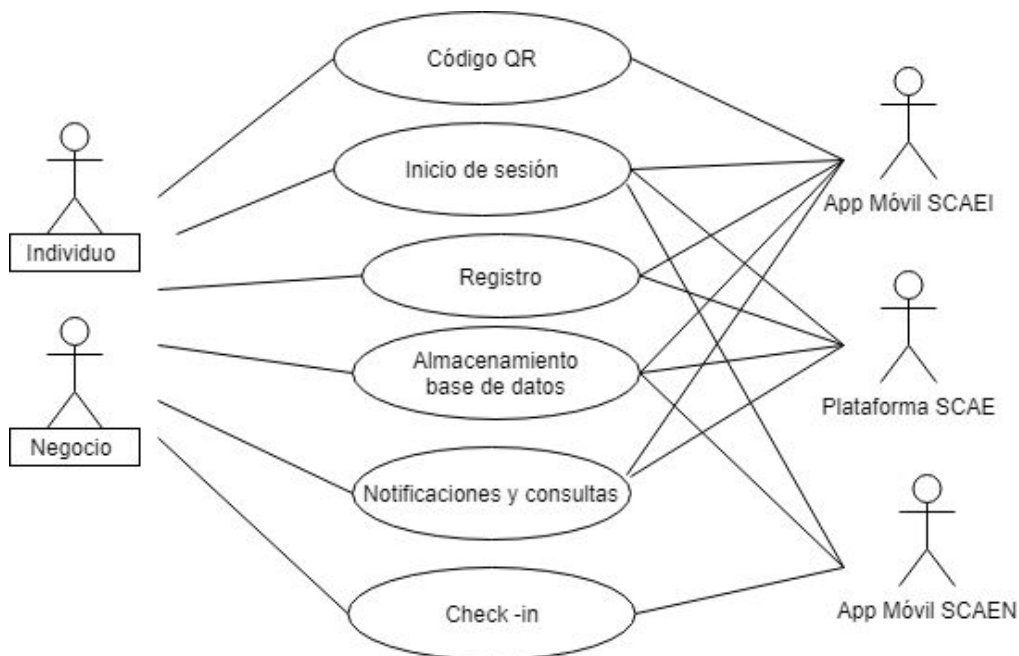 Código QR
Inicio de sesión
App Móvil SCAEI
Individuo
Registro
Almacenamiento
base de datos
Plataforma SCAE
Negocio
Notificaciones y consultas
App Móvil SCAEN
Check -in